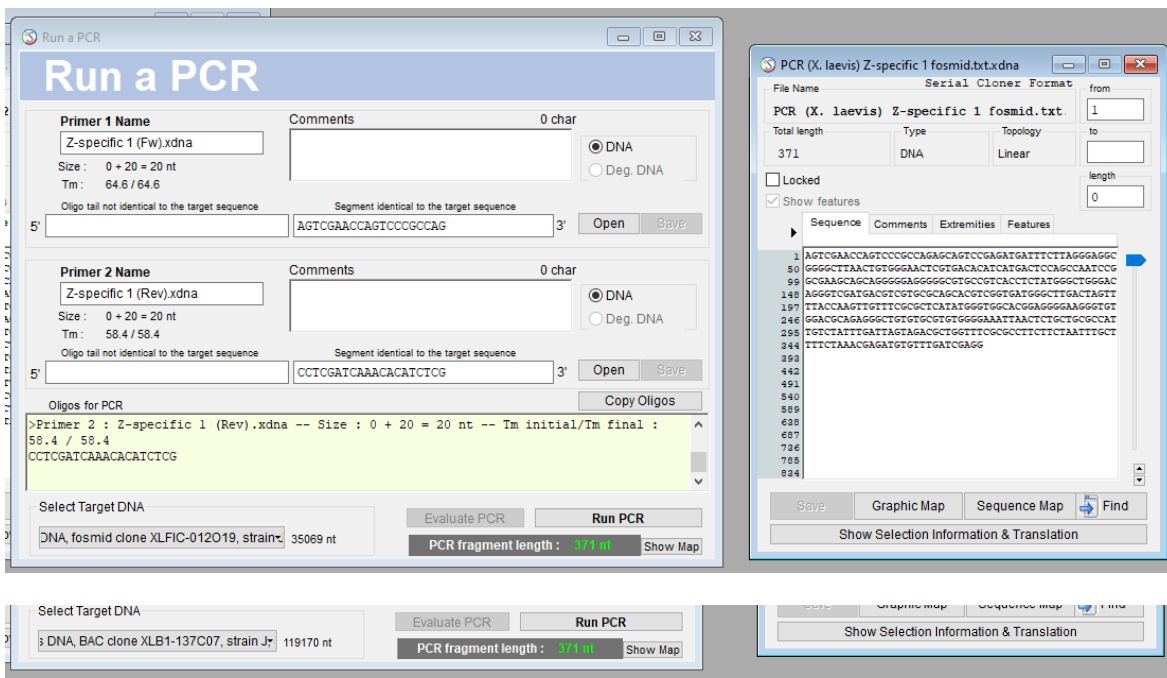 Run a PCR
Run a PCR
Primer 1 Name
Comments
0 char
Z-specific 1 (Fw).xdna
DNA
Deg. DNA
Size : 0 + 20 = 20 nt
Tm : 64.6 / 64.6
Oligo tail not identical to the target sequence
Segment identical to the target sequence
5'
AGTCGAACCAGTCCCGCCAG
3'
Open
Save
Primer 2 Name
Comments
0 char
Z-specific 1 (Rev).xdna
DNA
Deg. DNA
Size : 0 + 20 = 20 nt
Tm : 58.4 / 58.4
Oligo tail not identical to the target sequence
Segment identical to the target sequence
5'
CCTCGATCAAACACATCTCG
3'
Open
Save
Oligos for PCR
Copy Oligos
>Primer 2 : Z-specific 1 (Rev).xdna -- Size : 0 + 20 = 20 nt -- Tm initial/Tm final :
58.4 / 58.4
CCTCGATCAAACACATCTCG
Select Target DNA
DNA, fosmid clone XLFIC-012O19, strain
35069 nt
Evaluate PCR
Run PCR
PCR fragment length : 371 nt
Show Map
PCR (X. laevis) Z-specific 1 fosmid.txt.xdna
File Name
Serial Cloner Format
PCR (X. laevis) Z-specific 1 fosmid.txt.
from
1
Total length
371
Type
DNA
Topology
Linear
to
Locked
Show features
length
0
Sequence
Comments
Extremities
Features
1 AGTCGAACCAGTCCCGCCAGAGCAGTCCGAGATGATTTCTTAGGGAGGC
50 GGGGCTTAACTGTGGGAACTCGTGACACATCATGACTCCAGCCAATCCG
99 GCGAAGCAGCAGGGGGAGGGGGCGTGCCGTCACCTCTATGGGCTGGGAC
148 AGGGTCGATGACGTCGTGCGCAGCACGTCGGTGATGGGCTTGACTAGTT
197 TTACCAAGTTGTTTCGCGCTCATATGGGTGGCACGGAGGGGAAGGGTGT
246 GGACGCAGAGGGCTGTGTGCGTGTGGGGAAATTAACTCTGCTGCGCCAT
295 TGTCTATTTGATTAGTAGACGCTGGTTTCGCGCCTTCTTCTAATTTGCT
344 TTTCTAAACGAGATGTGTTTGATCGAGG
393
442
491
540
589
638
687
736
785
834
Save
Graphic Map
Sequence Map
Find
Show Selection Information & Translation
Select Target DNA
s DNA, BAC clone XLB1-137C07, strain J
119170 nt
Evaluate PCR
Run PCR
PCR fragment length : 371 nt
Show Map
Save
Graphic Map
Sequence Map
Find
Show Selection Information & Translation